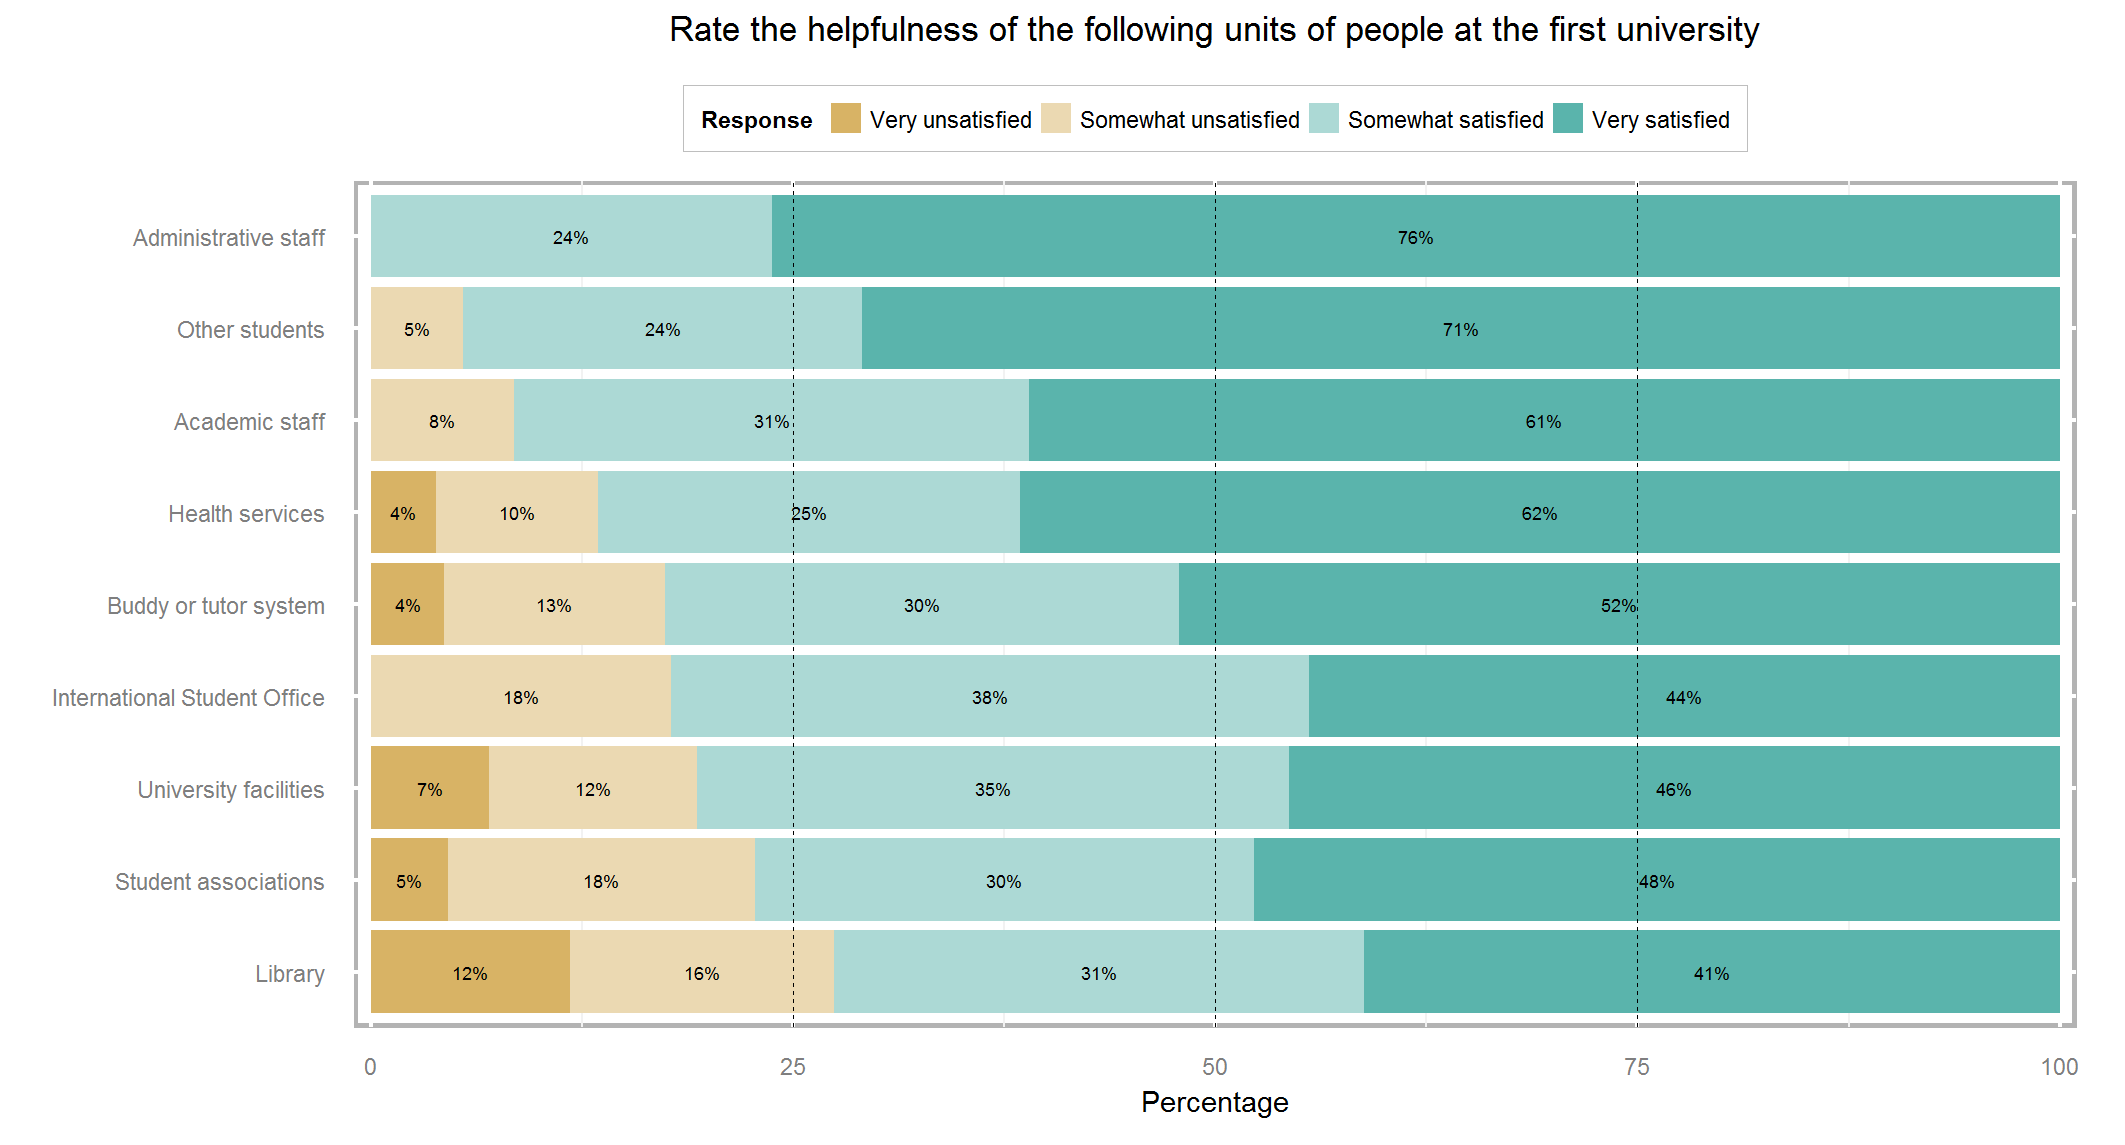 Rate the helpfulness of the following units of people at the first university
Response Very unsatisfied Somewhat unsatisfied Somewhat satisfied Very satisfied
Administrative staff 24% 76%
Other students 5% 24% 71%
Academic staff 8% 31% 61%
Health services 4% 10% 25% 62%
Buddy or tutor system 4% 13% 30% 52%
International Student Office 18% 38% 44%
University facilities 7% 12% 35% 46%
Student associations 5% 18% 30% 48%
Library 12% 16% 31% 41%
0 25 50 75 100
Percentage